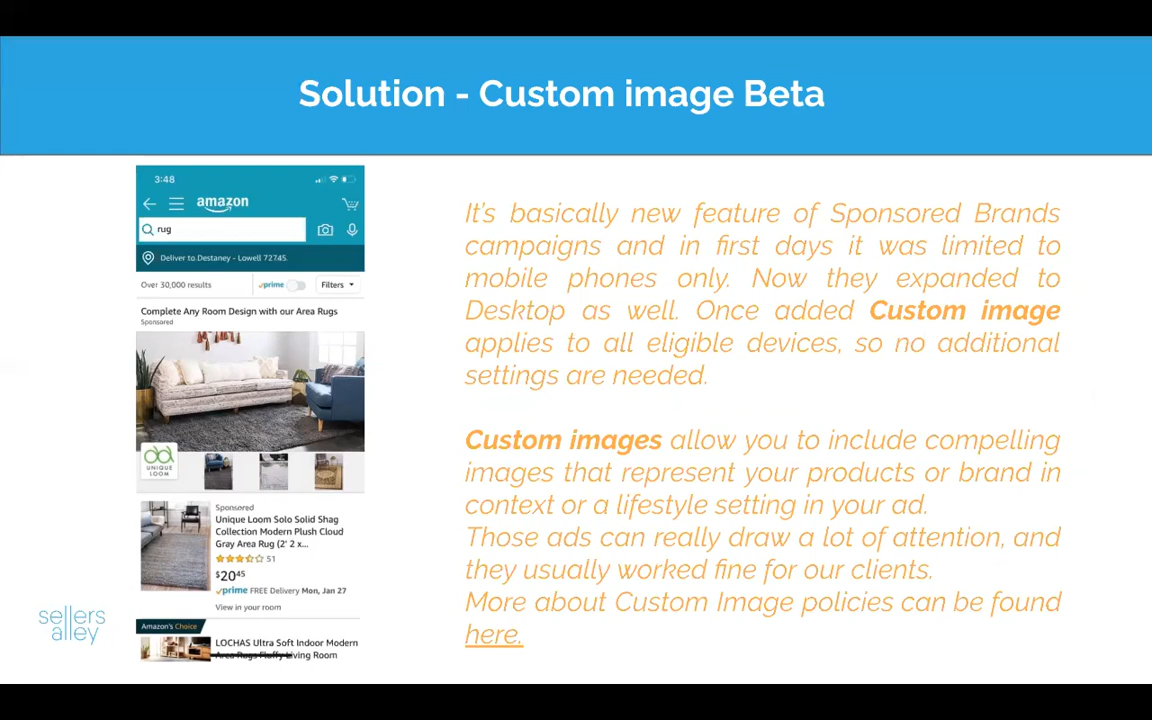 Solution - Custom image Beta
3:48
amazon
rug
Deliver to Destaney - Lowell 72745
Over 30,000 results
prime
Filters
Complete Any Room Design with our Area Rugs
Sponsored
UNIQUE
LOOM
Sponsored
Unique Loom Solo Solid Shag
Collection Modern Plush Cloud
Gray Area Rug (2' 2 x...
51
$2045
prime FREE Delivery Mon, Jan 27
View in your room
Amazon's Choice
LOCHAS Ultra Soft Indoor Modern
Area Rugs Fluffy Living Room
It's basically new feature of Sponsored Brands
campaigns and in first days it was limited to
mobile phones only. Now they expanded to
Desktop as well. Once added Custom image
applies to all eligible devices, so no additional
settings are needed.
Custom images allow you to include compelling
images that represent your products or brand in
context or a lifestyle setting in your ad.
Those ads can really draw a lot of attention, and
they usually worked fine for our clients.
More about Custom Image policies can be found
here.
sellers
alley